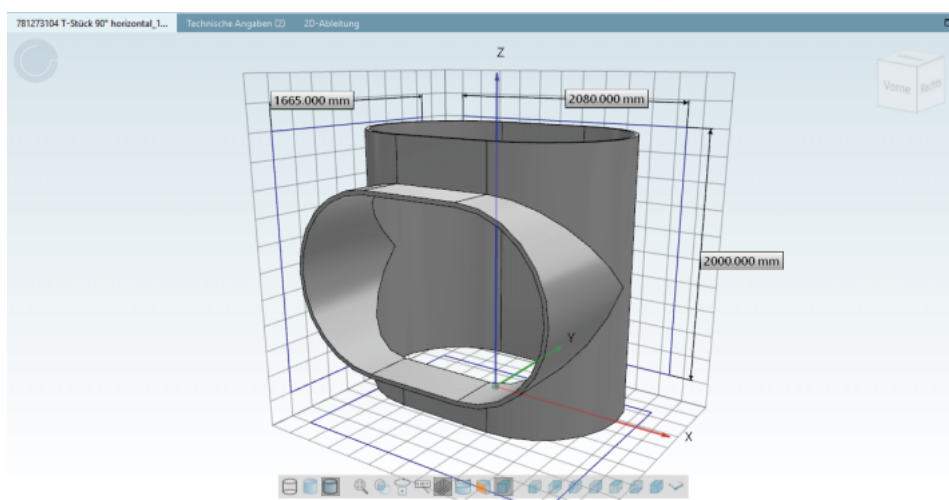 781273104 T-Stück 90° horizontal_1... Technische Angaben (2) 2D-Ableitung
Z
1665.000 mm
2080.000 mm
Vorne
Rechts
2000.000 mm
Y
X